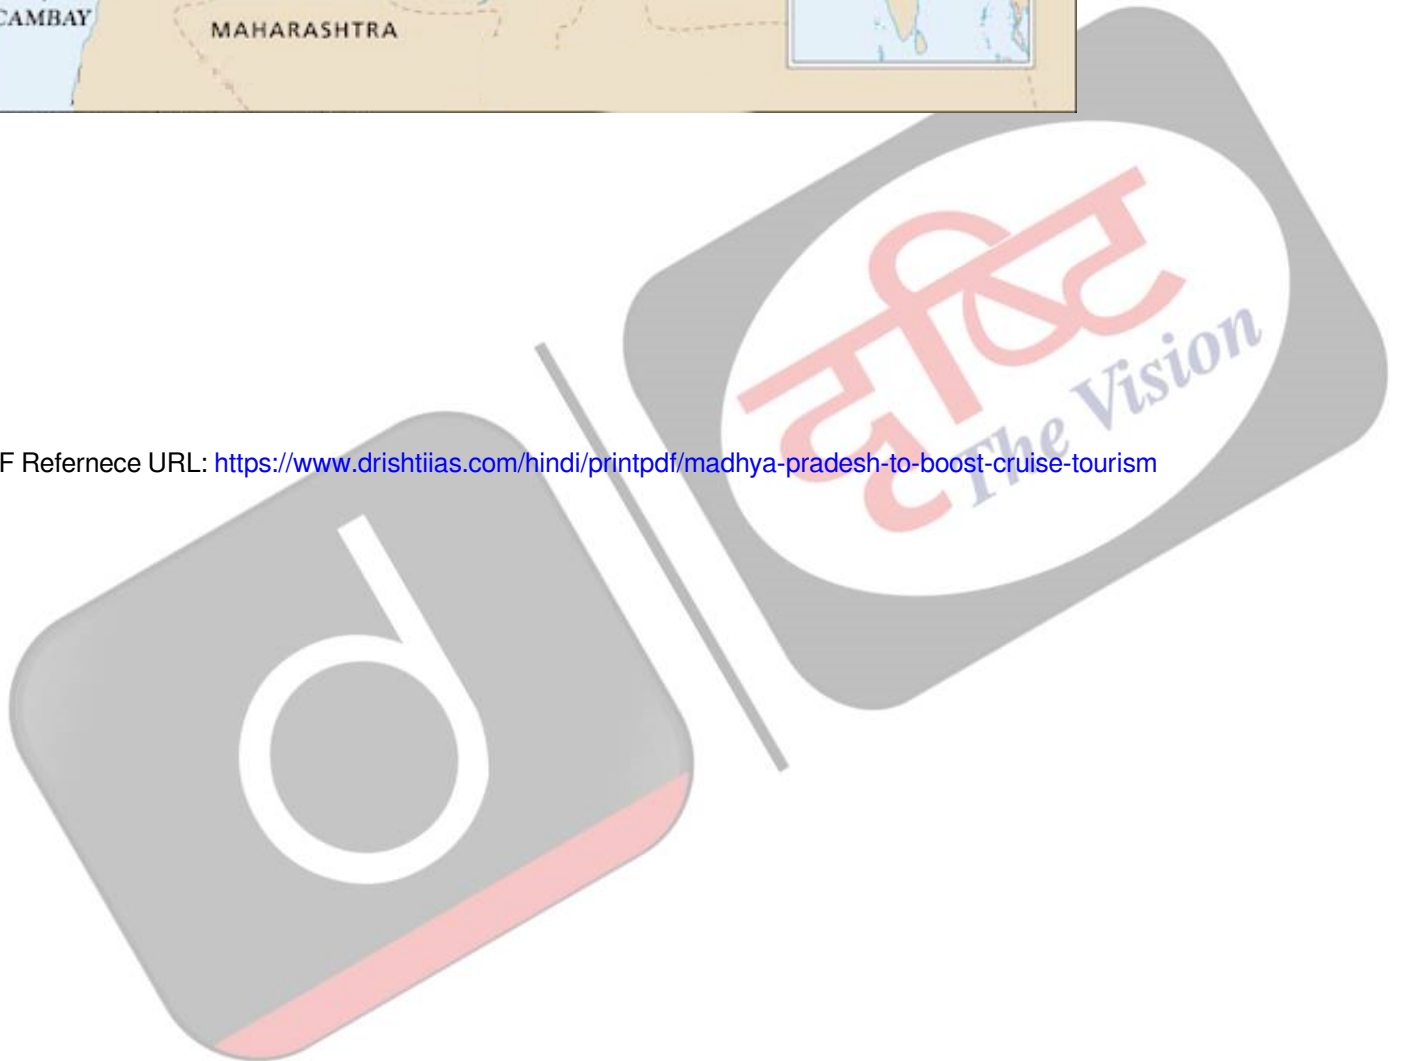 CAMBAY
MAHARASHTRA
दृष्टि
The Vision
F Refernece URL: https://www.drishtiias.com/hindi/printpdf/madhya-pradesh-to-boost-cruise-tourism
d